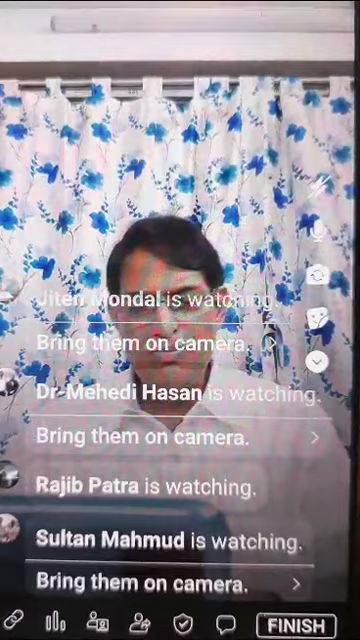 Jiten Mondal is watching.
Bring them on camera.
Dr-Mehedi Hasan is watching.
Bring them on camera.
Rajib Patra is watching.
Sultan Mahmud is watching.
Bring them on camera.
FINISH